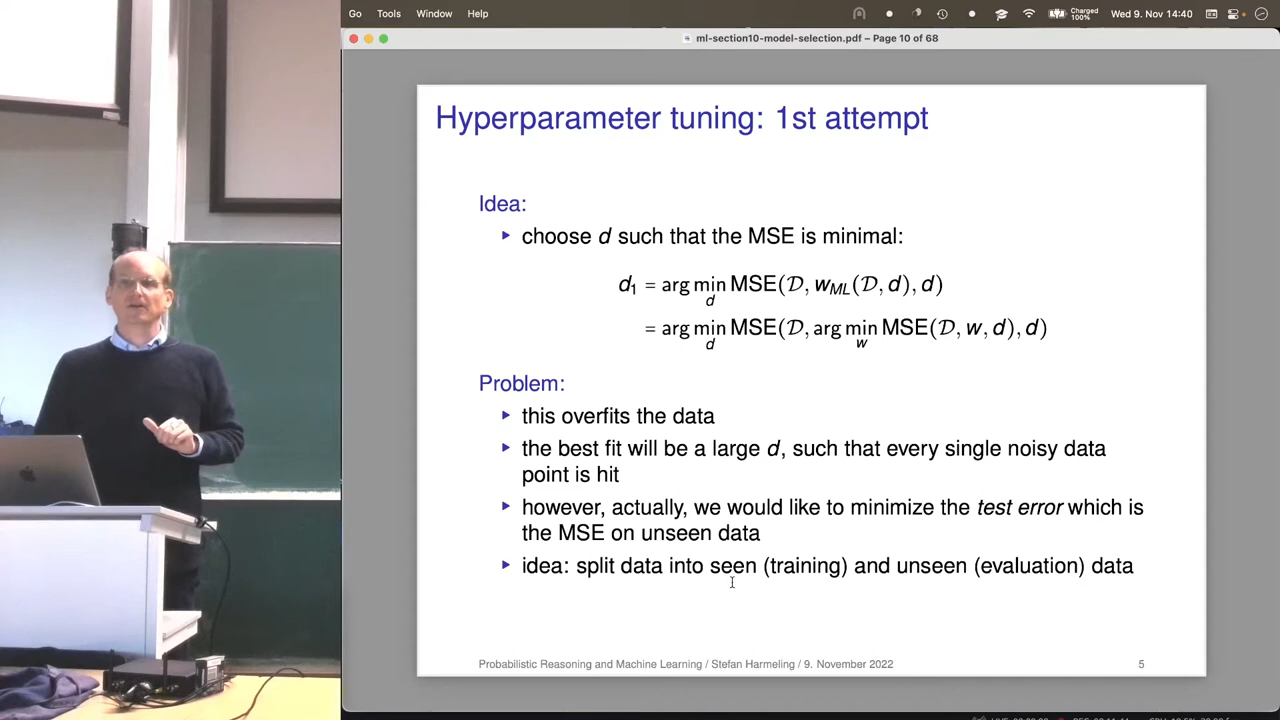 Go Tools Window Help
Charged 100%
Wed 9. Nov 14:40
ml-section10-model-selection.pdf – Page 10 of 68
Hyperparameter tuning: 1st attempt
Idea:
▸ choose d such that the MSE is minimal:
d₁ = arg min_d MSE(𝒟, w_ML(𝒟, d), d)
= arg min_d MSE(𝒟, arg min_w MSE(𝒟, w, d), d)
Problem:
▸ this overfits the data
▸ the best fit will be a large d, such that every single noisy data
point is hit
▸ however, actually, we would like to minimize the test error which is
the MSE on unseen data
▸ idea: split data into seen (training) and unseen (evaluation) data
Probabilistic Reasoning and Machine Learning / Stefan Harmeling / 9. November 2022 5